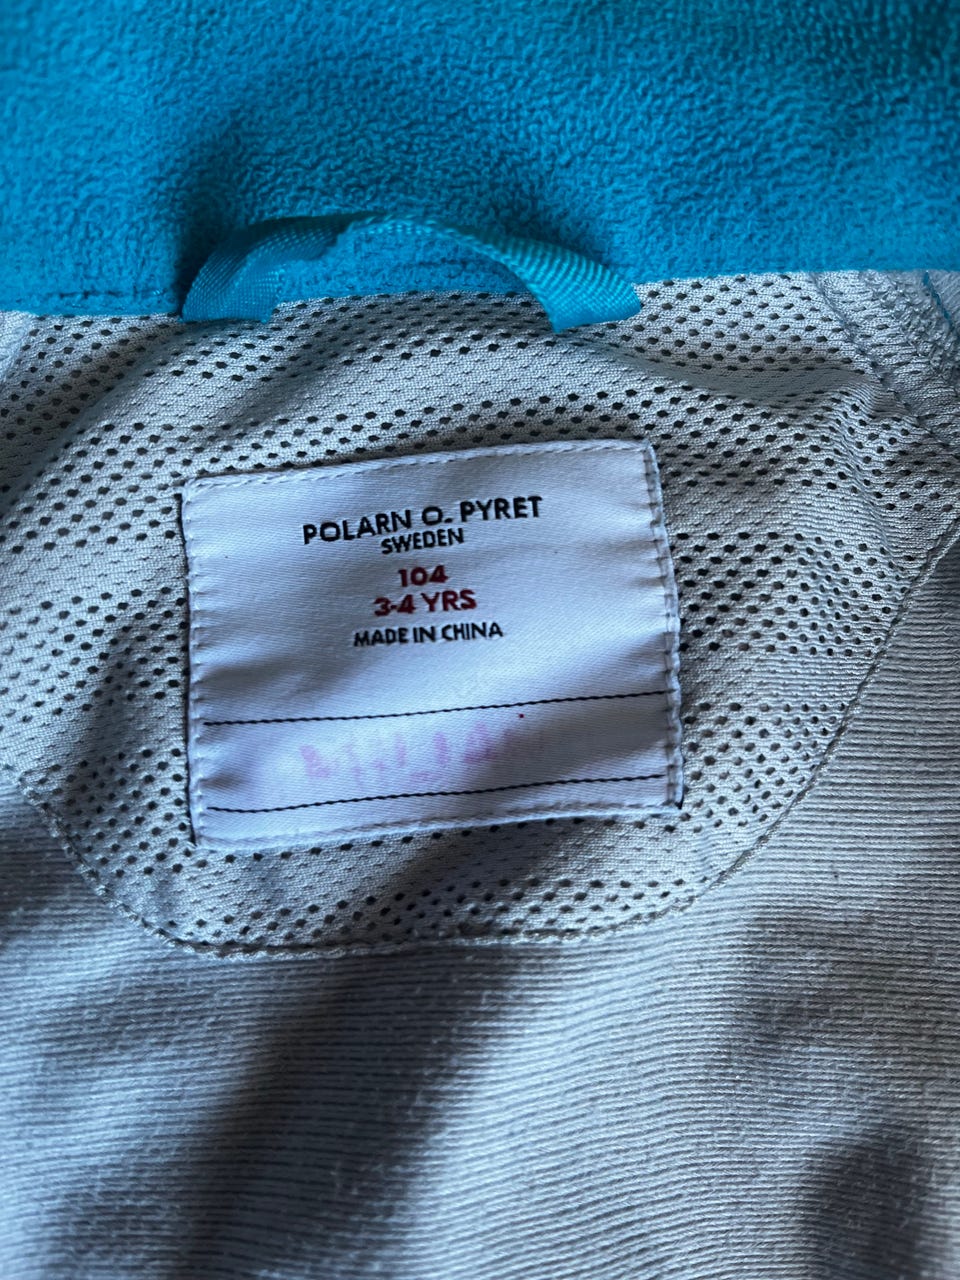 POLARN O. PYRET
SWEDEN
104
3-4 YRS
MADE IN CHINA